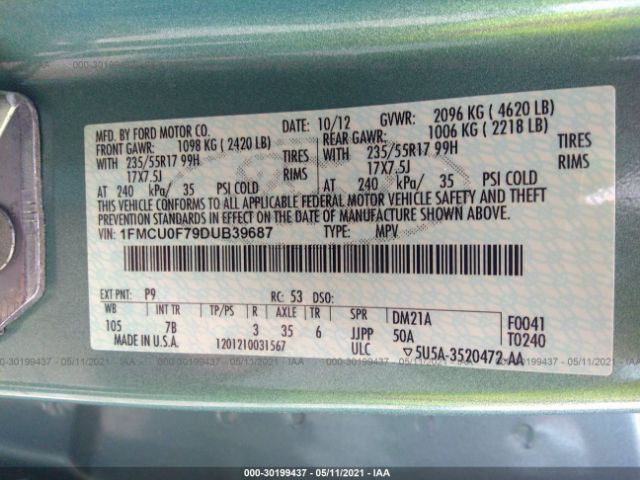 000-30199437 - 05/11/2021 - IAA
MFD. BY FORD MOTOR CO. DATE: 10/12 GVWR: 2096 KG ( 4620 LB)
FRONT GAWR: 1098 KG ( 2420 LB) REAR GAWR: 1006 KG ( 2218 LB)
WITH 235/55R17 99H TIRES WITH 235/55R17 99H TIRES
17X7.5J RIMS 17X7.5J RIMS
AT 240 kPa/ 35 PSI COLD AT 240 kPa/ 35 PSI COLD
THIS VEHICLE CONFORMS TO ALL APPLICABLE FEDERAL MOTOR VEHICLE SAFETY AND THEFT
PREVENTION STANDARDS IN EFFECT ON THE DATE OF MANUFACTURE SHOWN ABOVE.
VIN: 1FMCU0F79DUB39687 TYPE: MPV
EXT PNT: P9 RC: 53 DSO:
WB INT TR TP/PS R AXLE TR SPR DM21A F0041
105 7B 3 35 6 JJPP 50A T0240
MADE IN U.S.A. 1201210031567 ULC ▽5U5A-3520472-AA
000-30199437 - 05/11/2021 - IAA